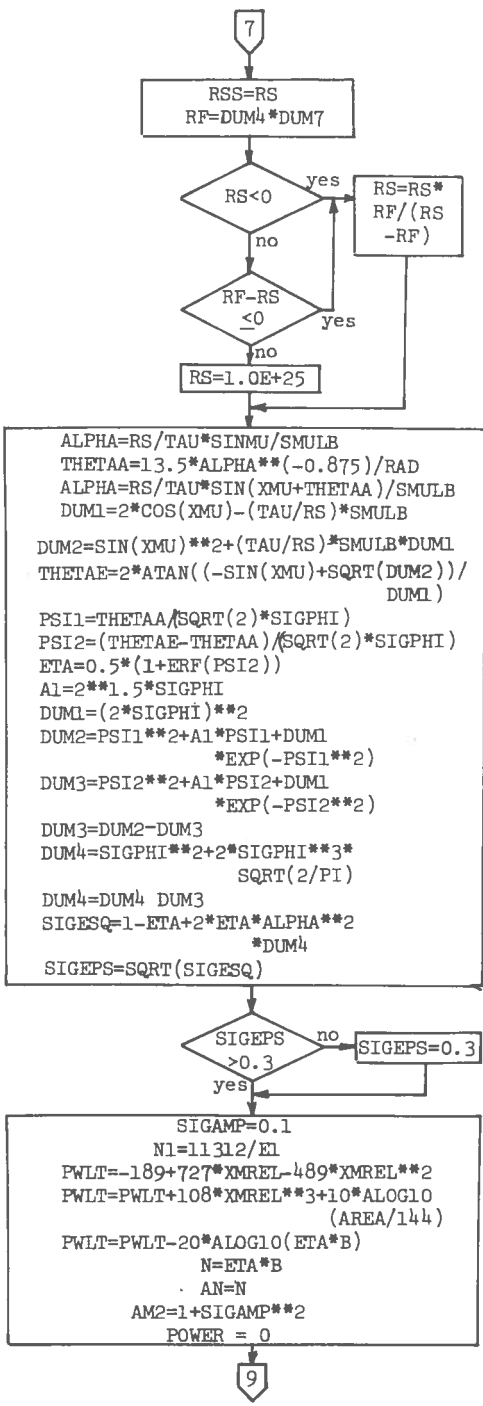 7
RSS=RS
RF=DUM4*DUM7
RS<0
yes
RS=RS*
RF/(RS
-RF)
no
RF-RS
<0
yes
no
RS=1.0E+25
ALPHA=RS/TAU*SINMU/SMULB
THETAA=13.5*ALPHA**(-0.875)/RAD
ALPHA=RS/TAU*SIN(XMU+THETAA)/SMULB
DUM1=2*COS(XMU)-(TAU/RS)*SMULB
DUM2=SIN(XMU)**2+(TAU/RS)*SMULB*DUM1
THETAE=2*ATAN((-SIN(XMU)+SQRT(DUM2))/
DUM1)
PSI1=THETAA/(SQRT(2)*SIGPHI)
PSI2=(THETAE-THETAA)/(SQRT(2)*SIGPHI)
ETA=0.5*(1+ERF(PSI2))
A1=2**1.5*SIGPHI
DUM1=(2*SIGPHI)**2
DUM2=PSI1**2+A1*PSI1+DUM1
*EXP(-PSI1**2)
DUM3=PSI2**2+A1*PSI2+DUM1
*EXP(-PSI2**2)
DUM3=DUM2-DUM3
DUM4=SIGPHI**2+2*SIGPHI**3*
SQRT(2/PI)
DUM4=DUM4 DUM3
SIGESQ=1-ETA+2*ETA*ALPHA**2
*DUM4
SIGEPS=SQRT(SIGESQ)
SIGEPS
>0.3
no
SIGEPS=0.3
yes
SIGAMP=0.1
N1=11312/E1
PWLT=-189+727*XMREL-489*XMREL**2
PWLT=PWLT+108*XMREL**3+10*ALOG10
(AREA/144)
PWLT=PWLT-20*ALOG10(ETA*B)
N=ETA*B
AN=N
AM2=1+SIGAMP**2
POWER = 0
9